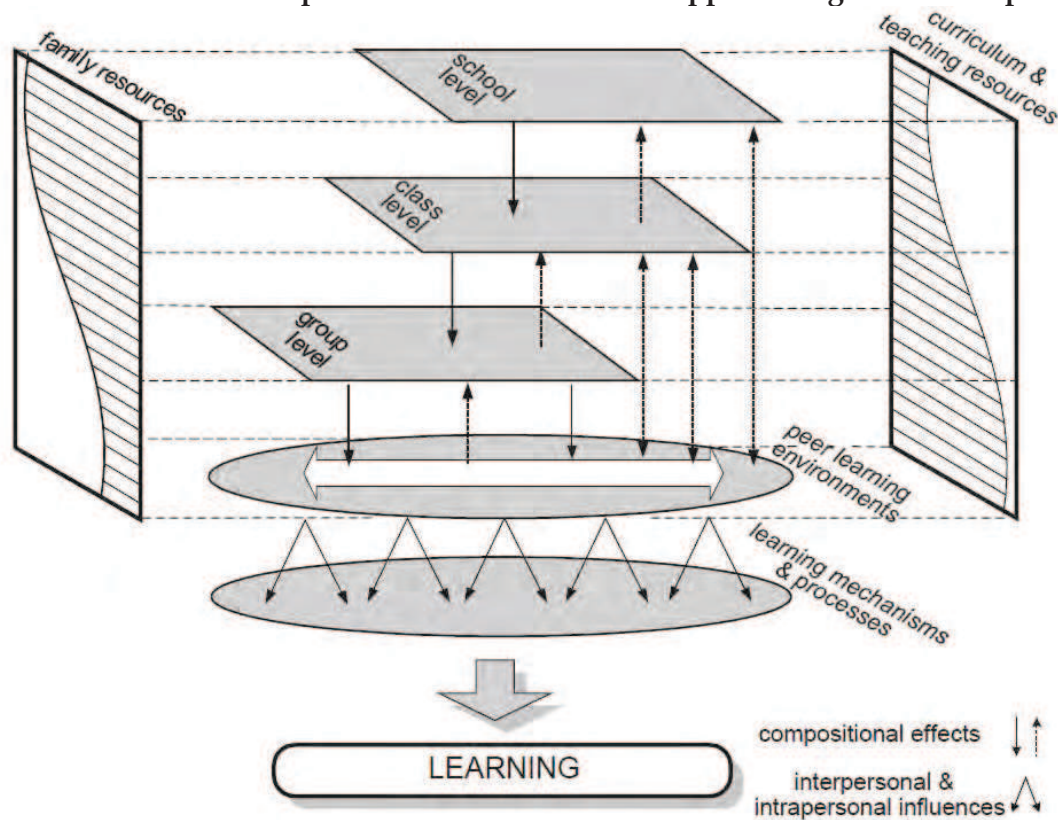 family resources
school
level
curriculum &
teaching resources
class
level
group
level
peer learning
environments
learning mechanisms
& processes
LEARNING
compositional effects
interpersonal &
intrapersonal influences